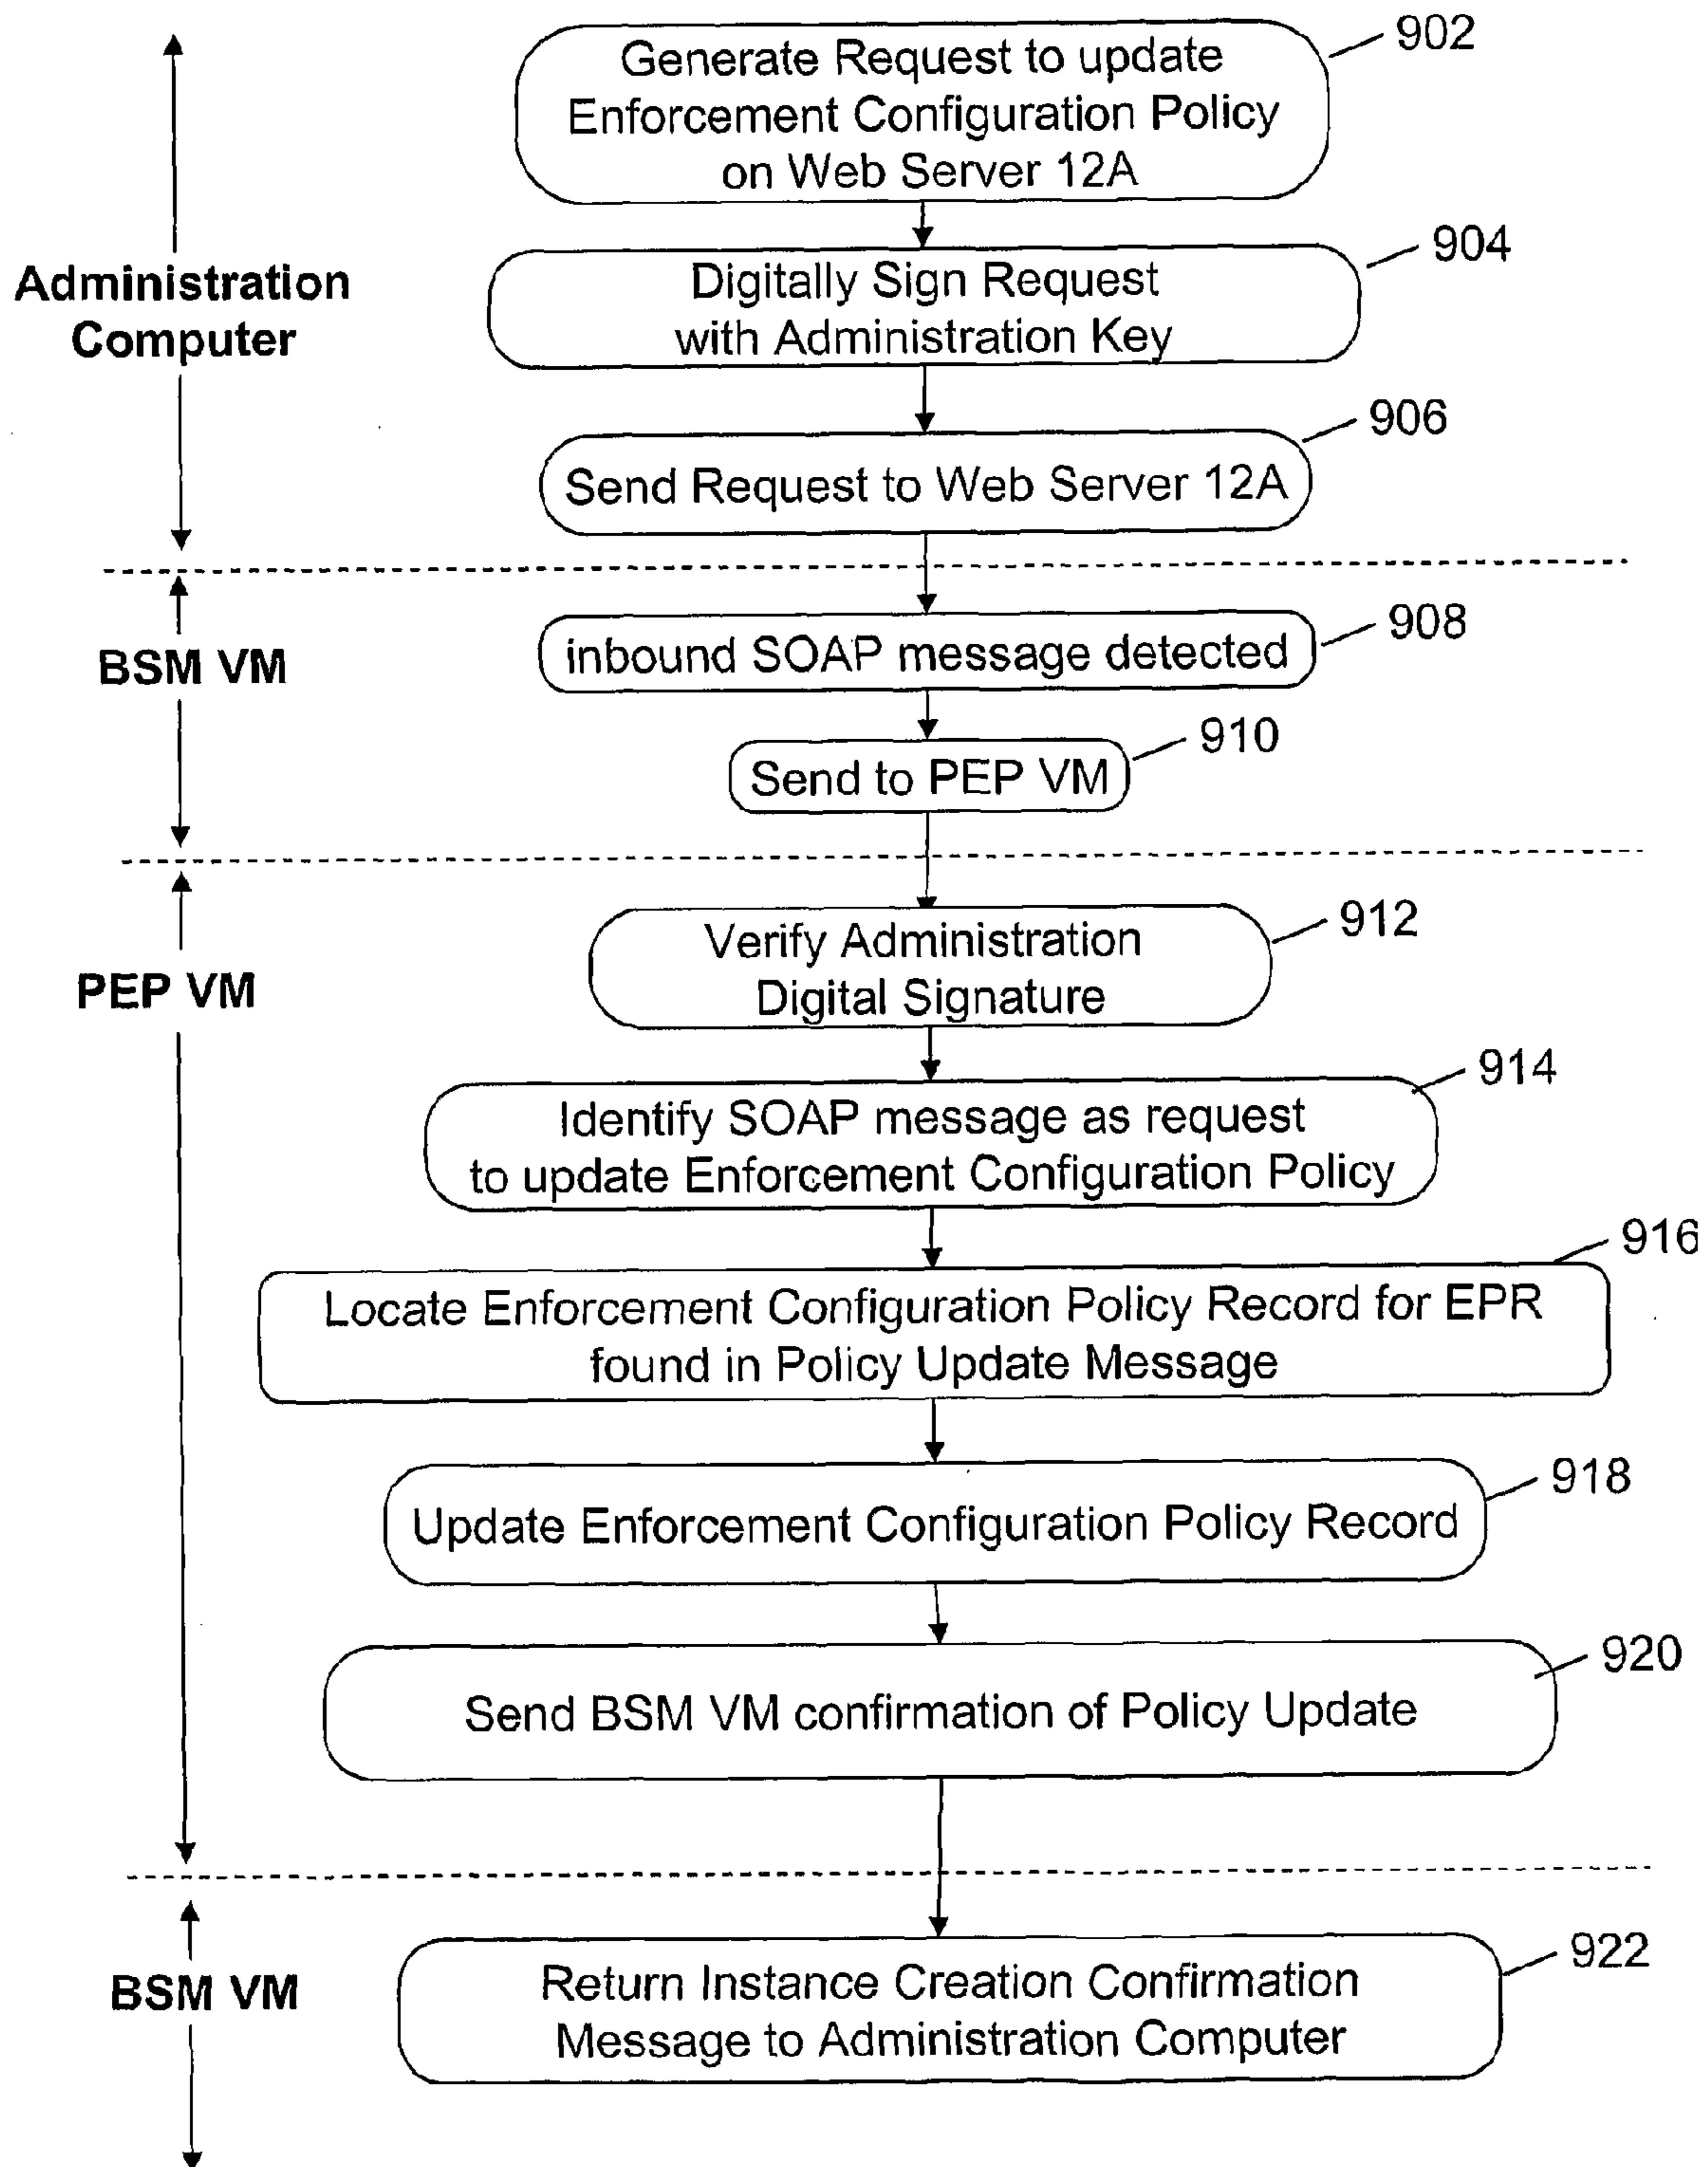 902
Generate Request to update
Enforcement Configuration Policy
on Web Server 12A
904
Digitally Sign Request
with Administration Key
Administration
Computer
906
Send Request to Web Server 12A
908
inbound SOAP message detected
BSM VM
910
Send to PEP VM
912
Verify Administration
Digital Signature
PEP VM
914
Identify SOAP message as request
to update Enforcement Configuration Policy
916
Locate Enforcement Configuration Policy Record for EPR
found in Policy Update Message
918
Update Enforcement Configuration Policy Record
920
Send BSM VM confirmation of Policy Update
922
Return Instance Creation Confirmation
Message to Administration Computer
BSM VM